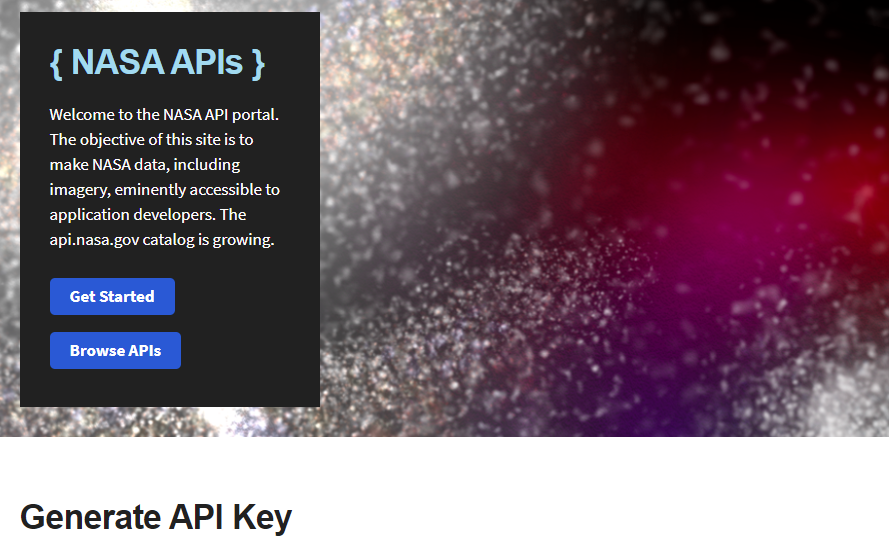 { NASA APIs }
Welcome to the NASA API portal.
The objective of this site is to
make NASA data, including
imagery, eminently accessible to
application developers. The
api.nasa.gov catalog is growing.
Get Started
Browse APIs
Generate API Key